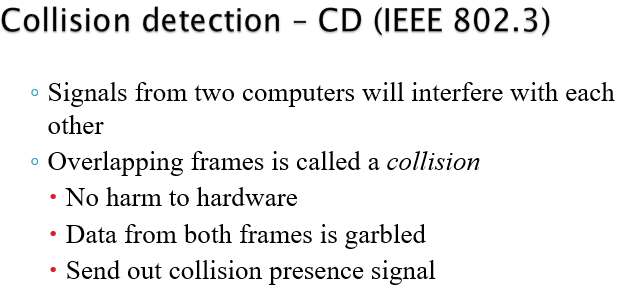 Collision detection – CD (IEEE 802.3)
◦ Signals from two computers will interfere with each
other
◦ Overlapping frames is called a collision
• No harm to hardware
• Data from both frames is garbled
• Send out collision presence signal